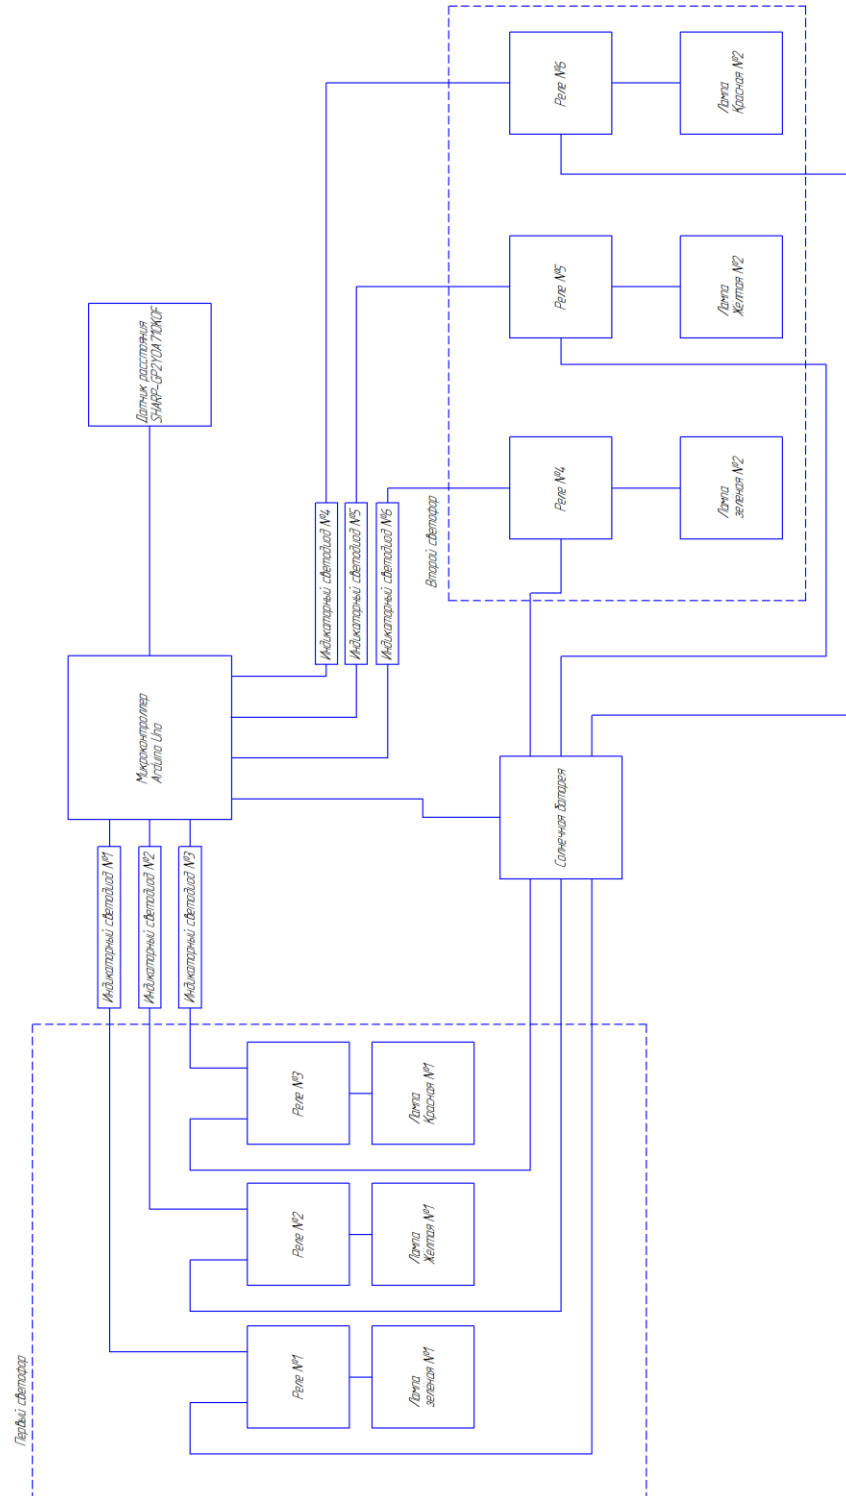 Первый светофор
Реле №1
Лампа
зелёная №1
Реле №2
Лампа
Жёлтая №1
Реле №3
Лампа
Красная №1
Индикаторный светодиод №1
Индикаторный светодиод №2
Индикаторный светодиод №3
Микроконтроллер
Arduino Uno
Солнечная батарея
Датчик расстояния
SHARP-GP2Y0A710K0F
Индикаторный светодиод №4
Индикаторный светодиод №5
Индикаторный светодиод №6
Второй светофор
Реле №4
Лампа
зелёная №2
Реле №5
Лампа
Жёлтая №2
Реле №6
Лампа
Красная №2